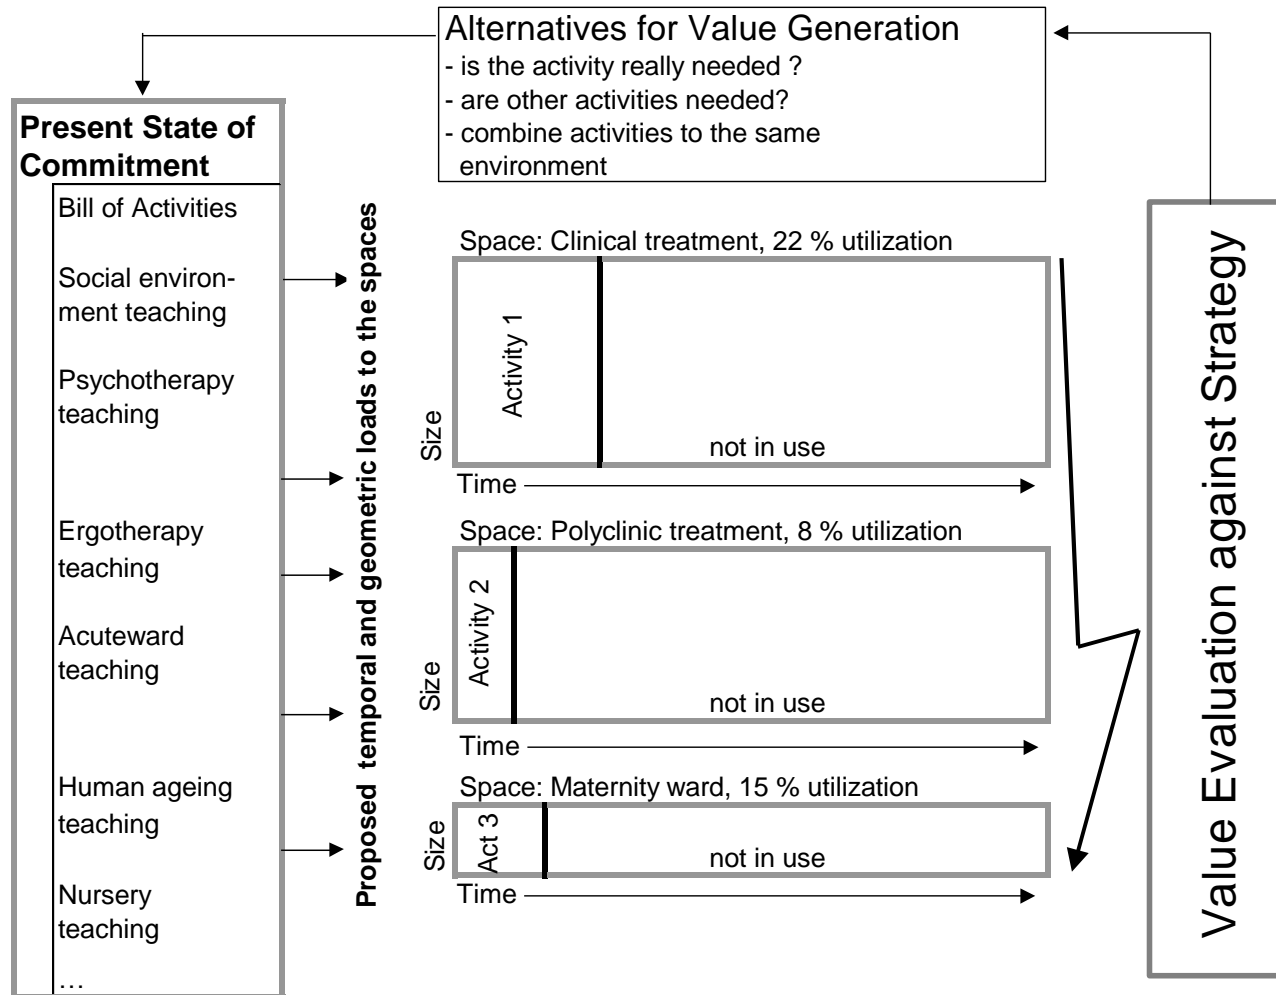 Alternatives for Value Generation
- is the activity really needed ?
- are other activities needed?
- combine activities to the same
environment
Present State of
Commitment
Bill of Activities
Social environ-
ment teaching
Psychotherapy
teaching
Ergotherapy
teaching
Acuteward
teaching
Human ageing
teaching
Nursery
teaching
...
Proposed temporal and geometric loads to the spaces
Space: Clinical treatment, 22 % utilization
Size
Activity 1
not in use
Time
Space: Polyclinic treatment, 8 % utilization
Size
Activity 2
not in use
Time
Space: Maternity ward, 15 % utilization
Size
Act 3
not in use
Time
Value Evaluation against Strategy